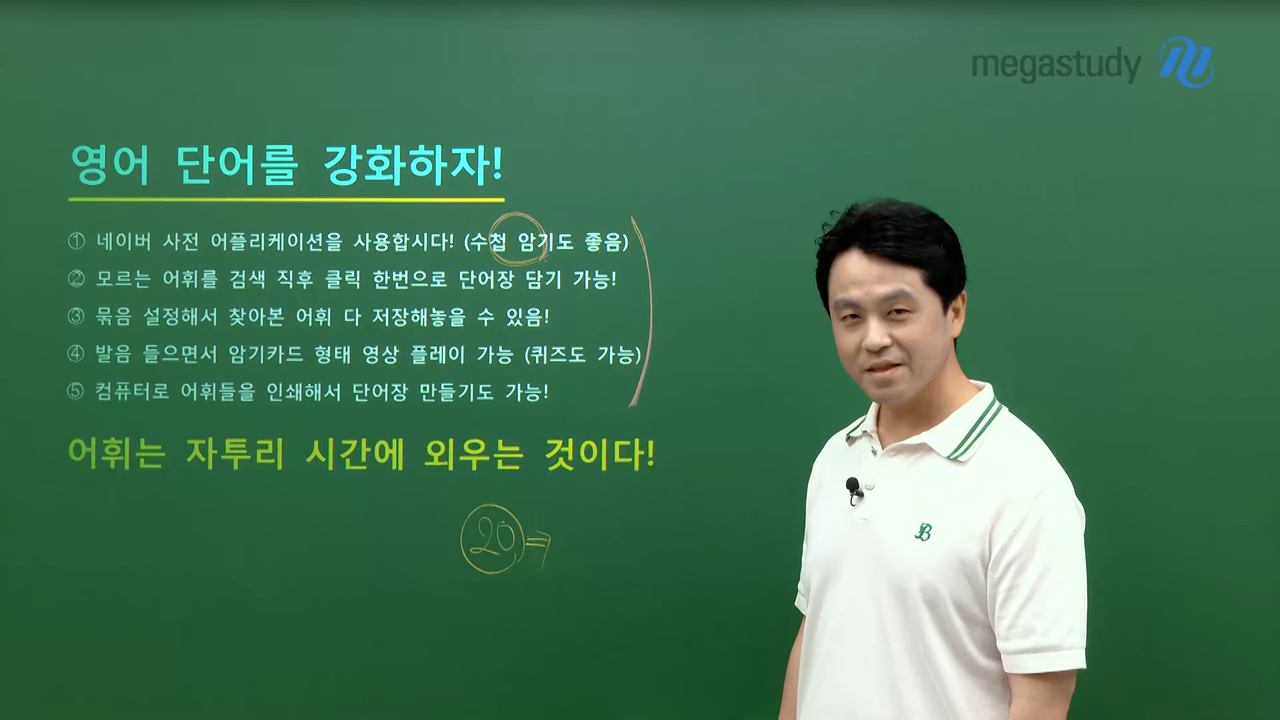 megastudy
영어 단어를 강화하자!
① 네이버 사전 어플리케이션을 사용합시다! (수첩 암기도 좋음)
② 모르는 어휘를 검색 직후 클릭 한번으로 단어장 담기 가능!
③ 묶음 설정해서 찾아본 어휘 다 저장해놓을 수 있음!
④ 발음 들으면서 암기카드 형태 영상 플레이 가능 (퀴즈도 가능)
⑤ 컴퓨터로 어휘들을 인쇄해서 단어장 만들기도 가능!
어휘는 자투리 시간에 외우는 것이다!
20
B